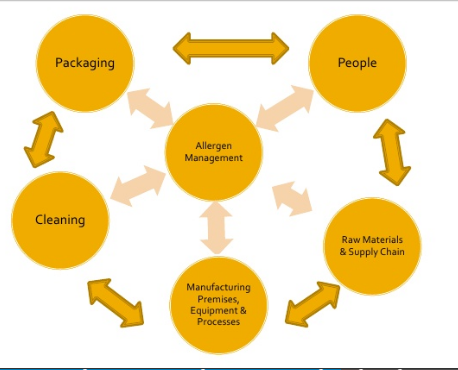 Packaging
People
Allergen
Management
Cleaning
Raw Materials
& Supply Chain
Manufacturing
Premises,
Equipment &
Processes